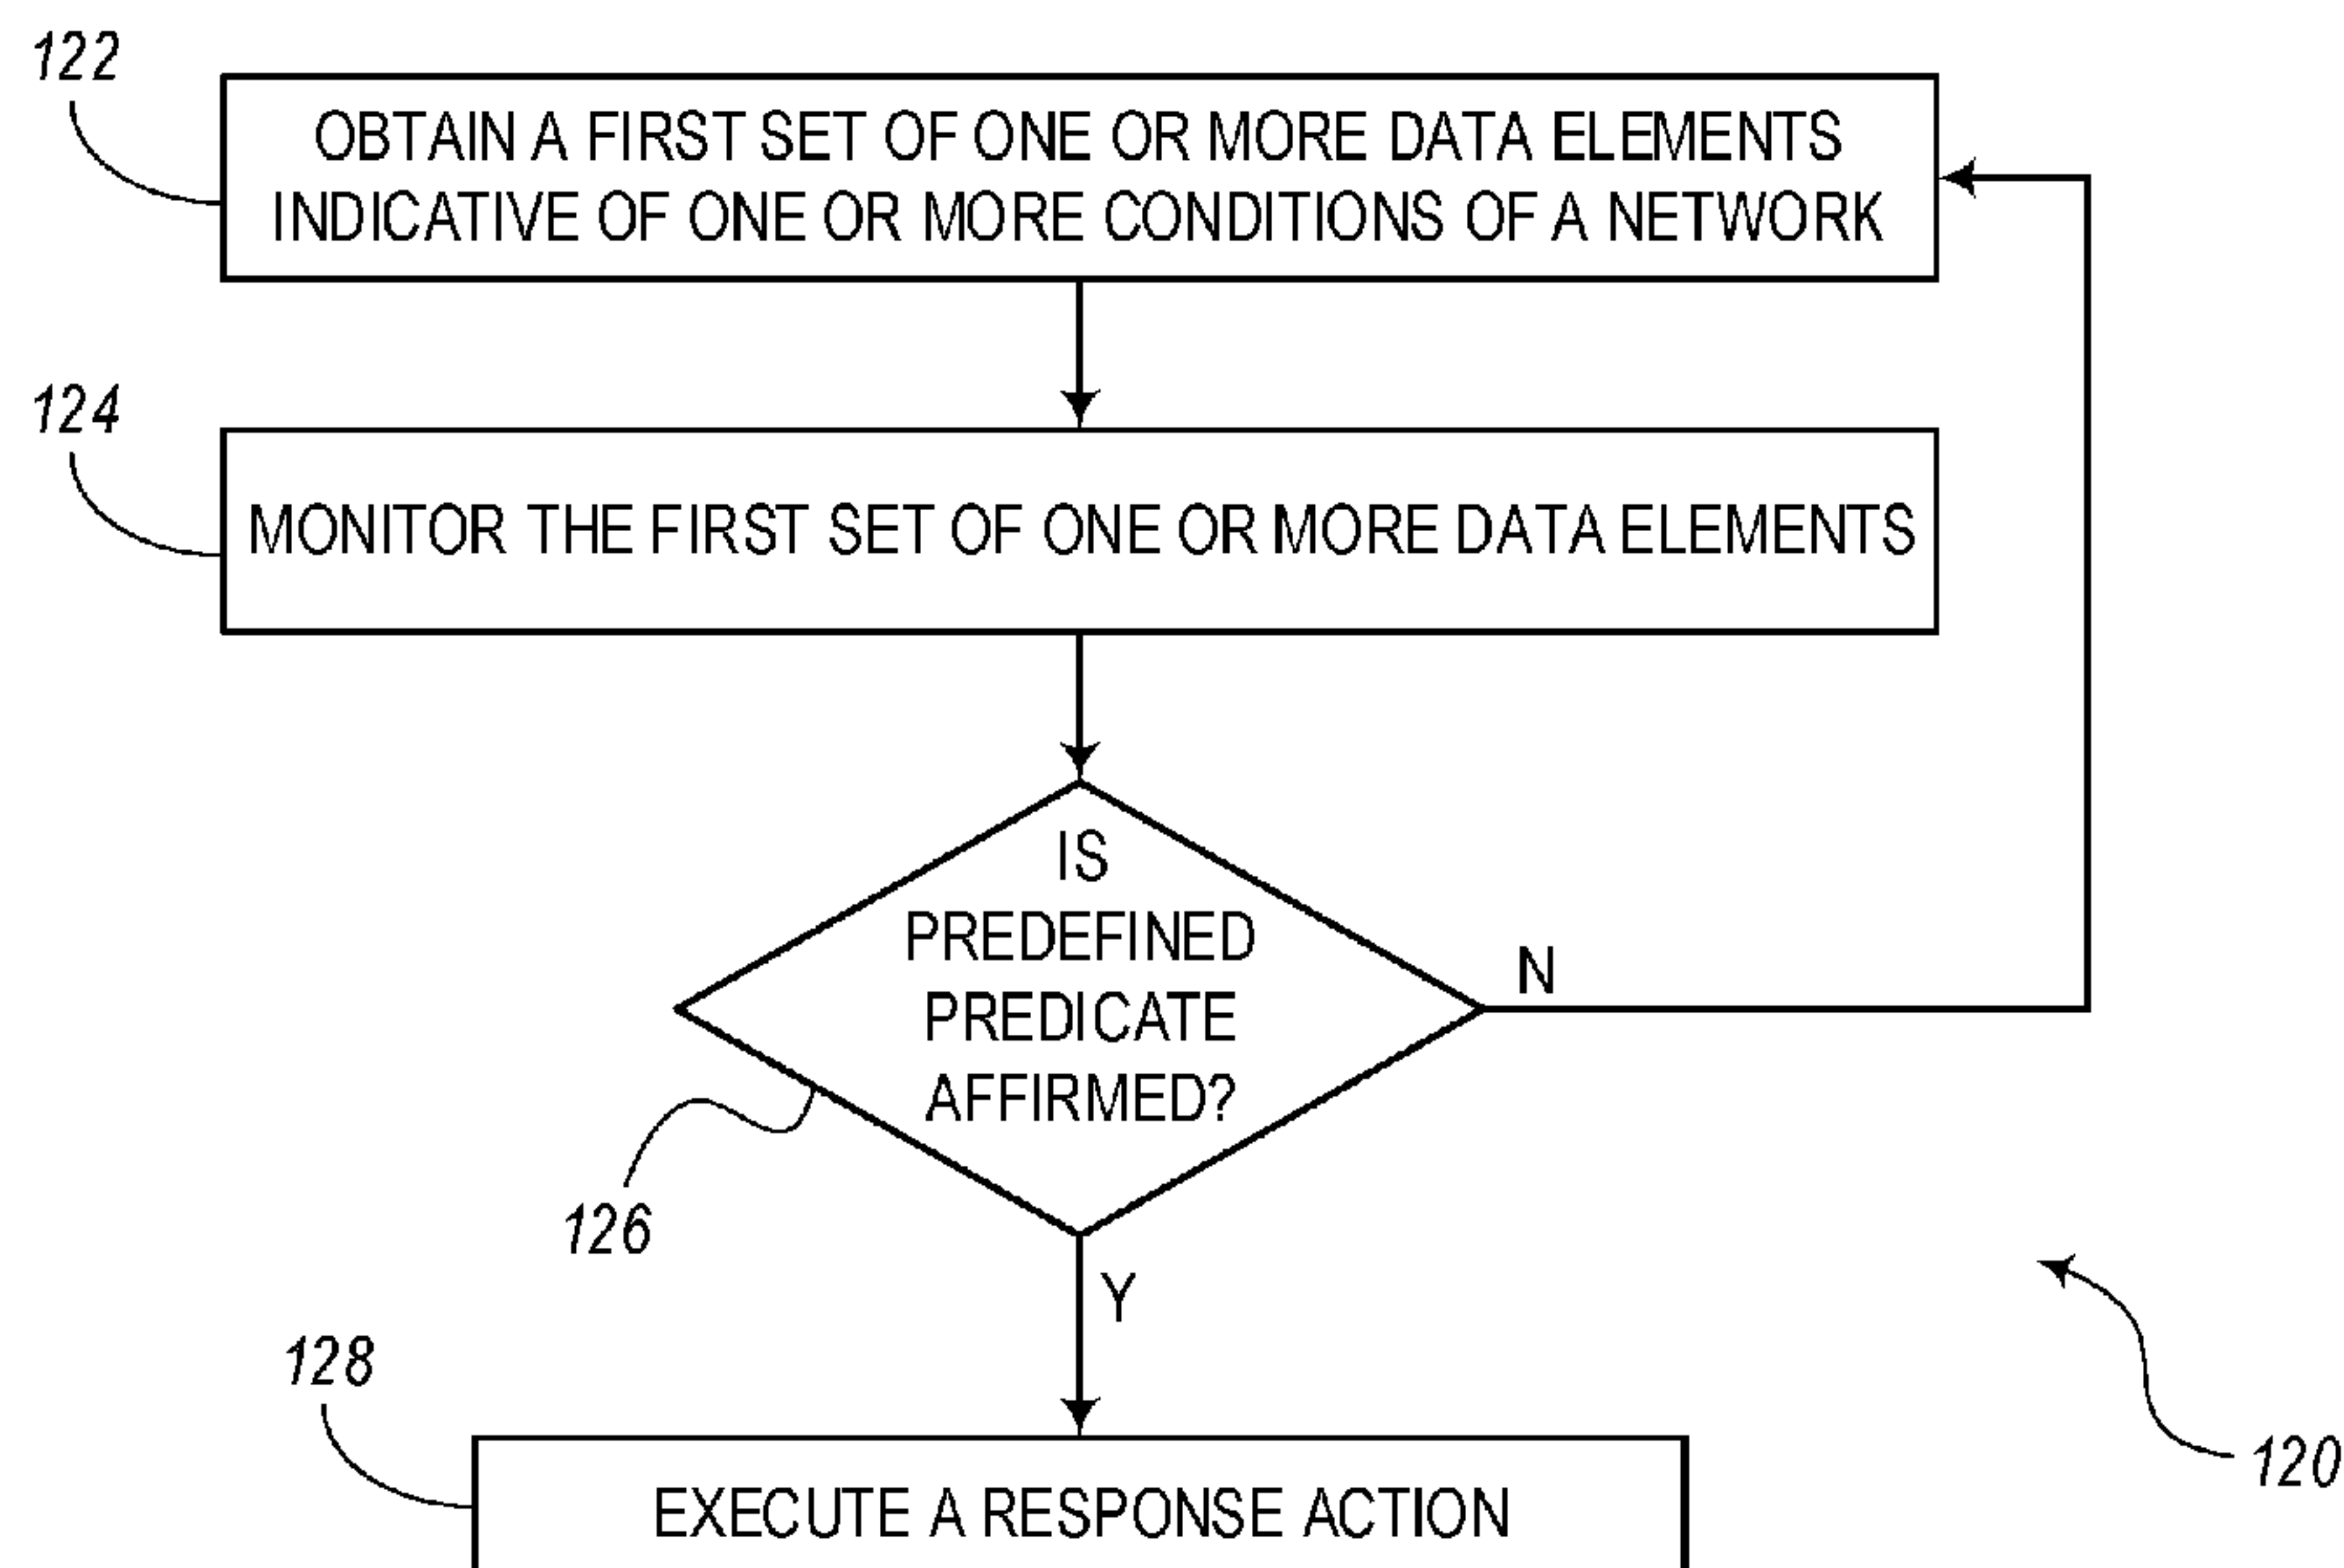 122
OBTAIN A FIRST SET OF ONE OR MORE DATA ELEMENTS
INDICATIVE OF ONE OR MORE CONDITIONS OF A NETWORK
124
MONITOR THE FIRST SET OF ONE OR MORE DATA ELEMENTS
IS
PREDEFINED
PREDICATE
AFFIRMED?
N
126
Y
128
EXECUTE A RESPONSE ACTION
120